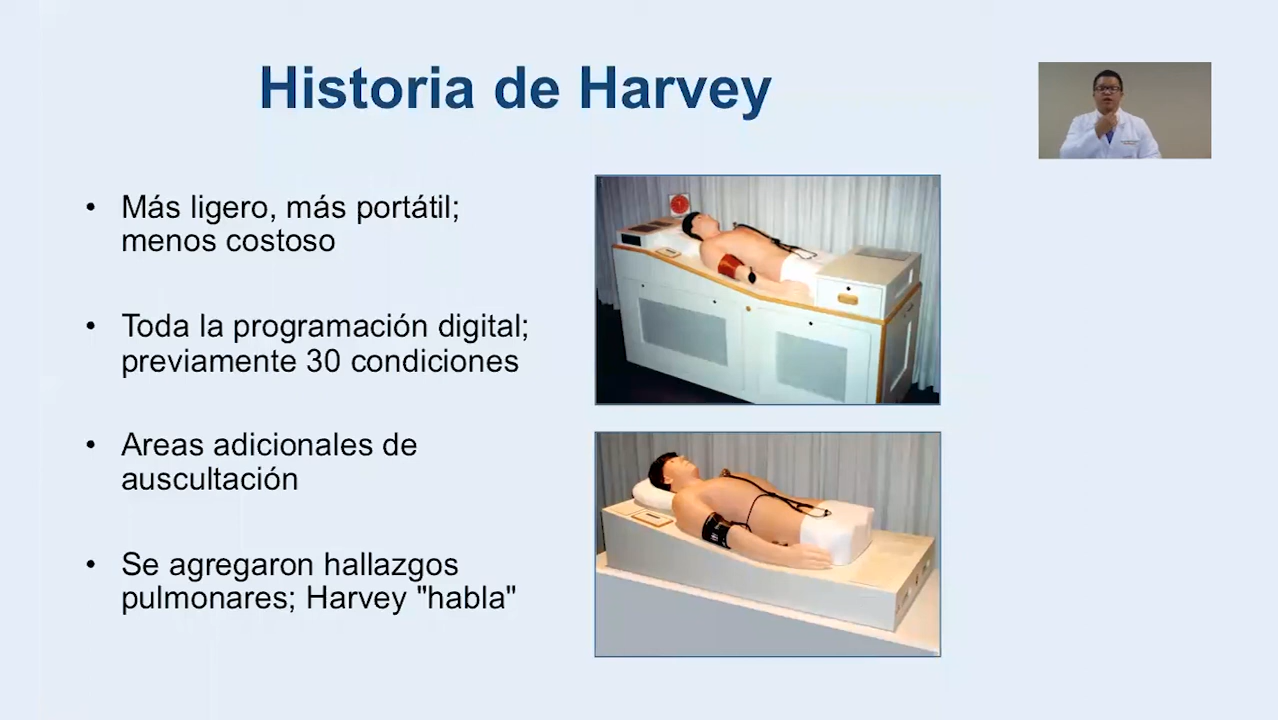 Historia de Harvey
• Más ligero, más portátil;
menos costoso
• Toda la programación digital;
previamente 30 condiciones
• Areas adicionales de
auscultación
• Se agregaron hallazgos
pulmonares; Harvey "habla"